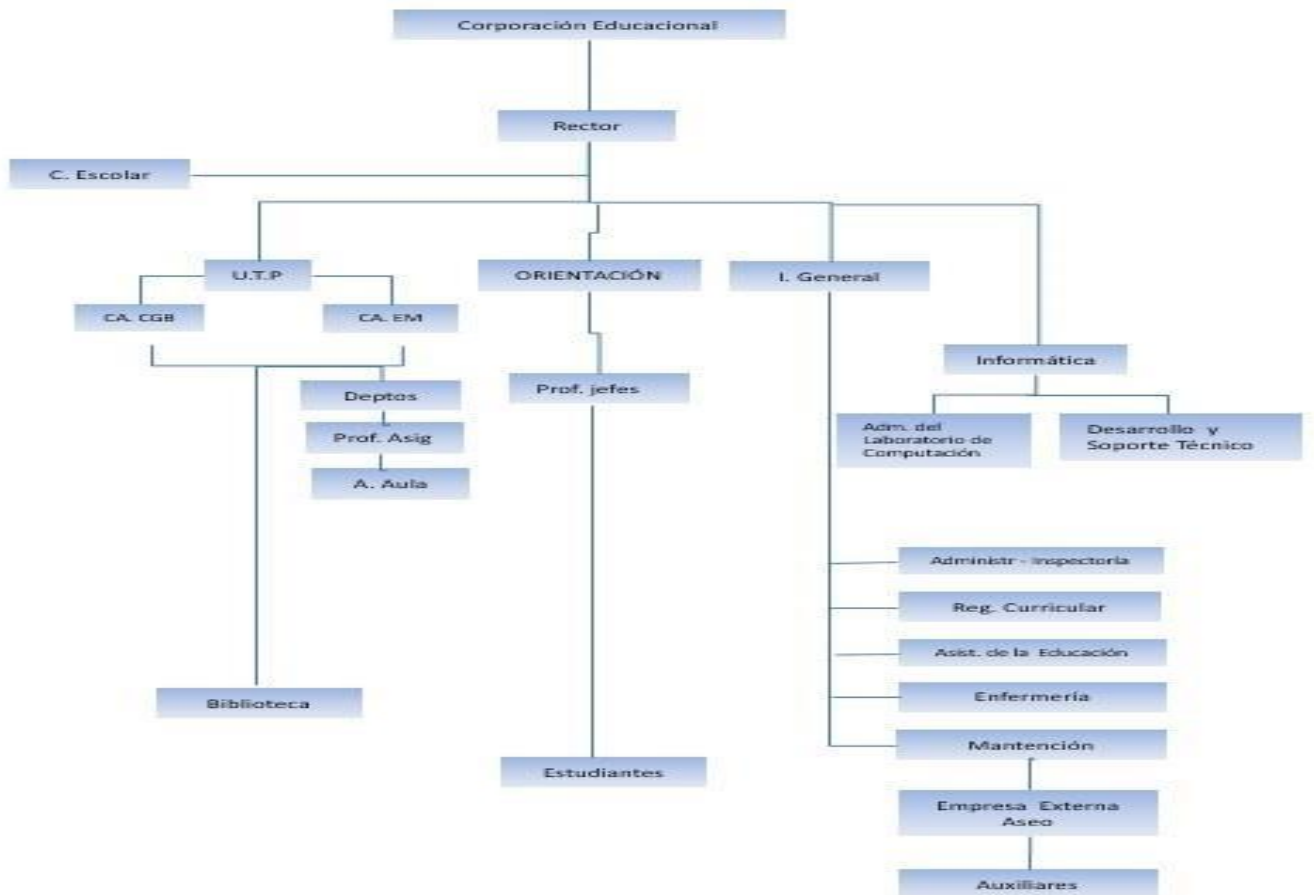 Corporación Educacional
Rector
C. Escolar
U.T.P
ORIENTACIÓN
I. General
CA. CGB
CA. EM
Informática
Deptos
Prof. jefes
Prof. Asig
Adm. del
Laboratorio de
Computación
Desarrollo y
Soporte Técnico
A. Aula
Administr - Inspectoría
Reg. Curricular
Asist. de la Educación
Enfermería
Biblioteca
Mantención
Estudiantes
Empresa Externa
Aseo
Auxiliares